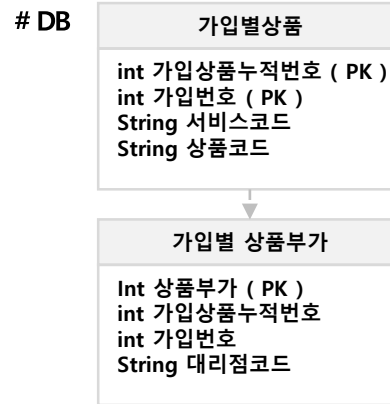 # DB
가입별상품
int 가입상품누적번호 ( PK )
int 가입번호 ( PK )
String 서비스코드
String 상품코드
가입별 상품부가
Int 상품부가 ( PK )
int 가입상품누적번호
int 가입번호
String 대리점코드